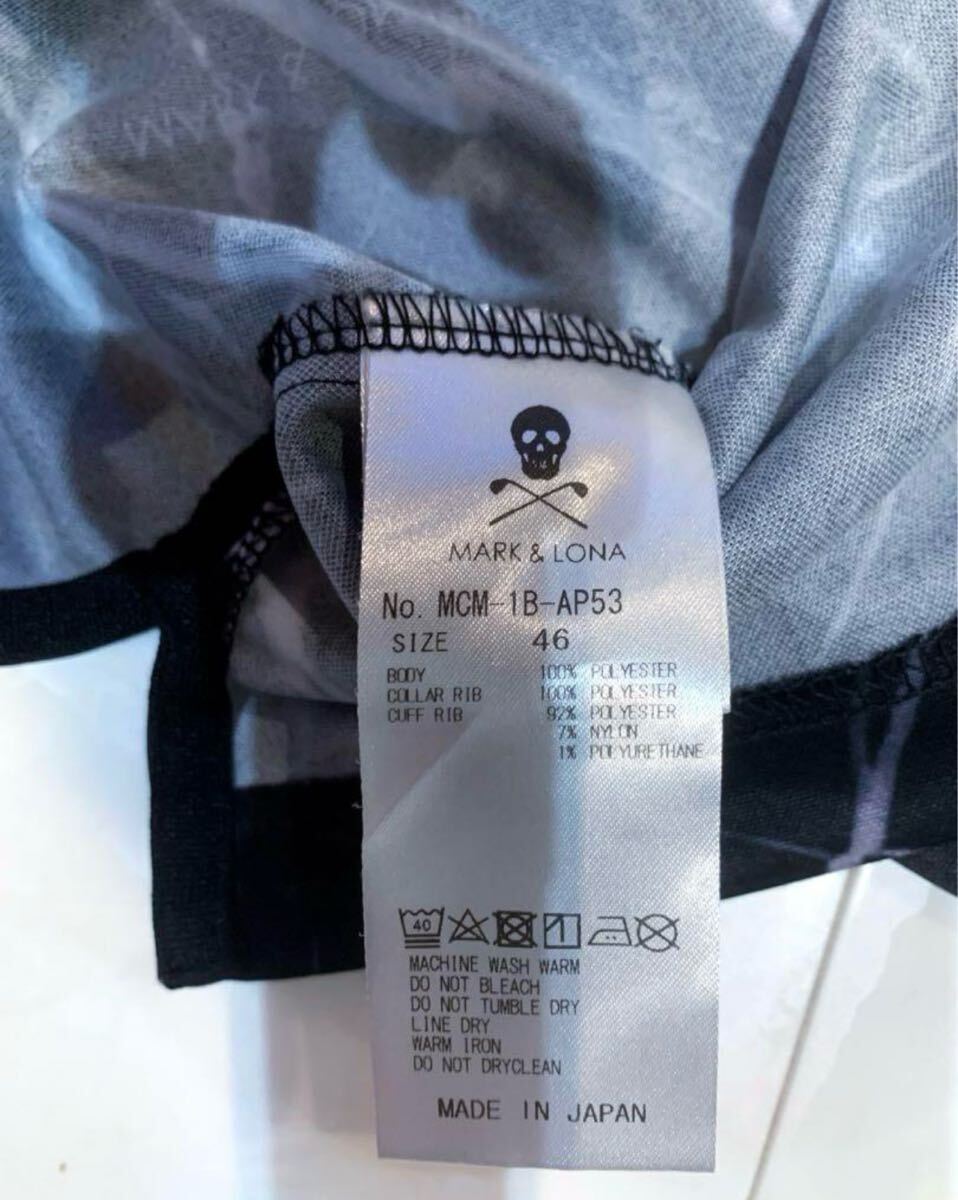 MARK & LONA
No. MCM-1B-AP53
SIZE 46
BODY 100% POLYESTER
COLLAR RIB 100% POLYESTER
CUFF RIB 92% POLYESTER
7% NYLON
1% POLYURETHANE
40
MACHINE WASH WARM
DO NOT BLEACH
DO NOT TUMBLE DRY
LINE DRY
WARM IRON
DO NOT DRYCLEAN
MADE IN JAPAN